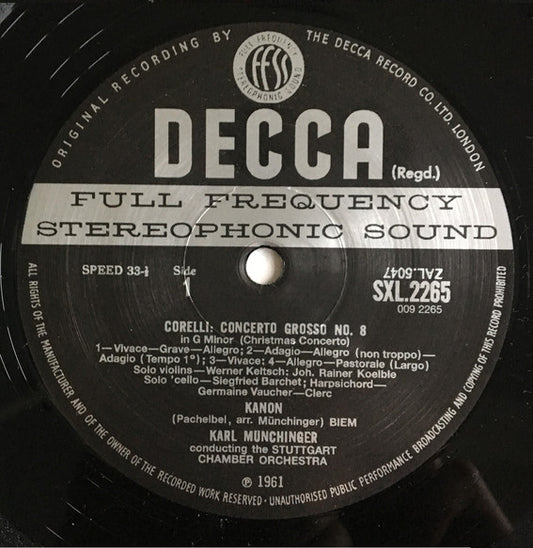 ORIGINAL RECORDING BY THE DECCA RECORD CO. LTD. LONDON
FULL FREQUENCY STEREOPHONIC SOUND
FFSS
DECCA (Regd.)
FULL FREQUENCY
STEREOPHONIC SOUND
SPEED 33-⅓ Side
1
ZAL.6047
SXL.2265
009 2265
CORELLI: CONCERTO GROSSO NO. 8
in G Minor (Christmas Concerto)
1—Vivace—Grave—Allegro; 2—Adagio—Allegro (non troppo)—
Adagio (Tempo 1°); 3—Vivace: 4—Allegro—Pastorale (Largo)
Solo violins—Werner Keltsch: Joh. Rainer Koelble
Solo 'cello—Siegfried Barchet; Harpsichord—
Germaine Vaucher—Clerc
KANON
(Pachelbel, arr. Münchinger) BIEM
KARL MUNCHINGER
conducting the STUTTGART
CHAMBER ORCHESTRA
℗ 1961
ALL RIGHTS OF THE MANUFACTURER AND OF THE OWNER OF THE RECORDED WORK RESERVED · UNAUTHORISED PUBLIC PERFORMANCE BROADCASTING AND COPYING OF THIS RECORD PROHIBITED